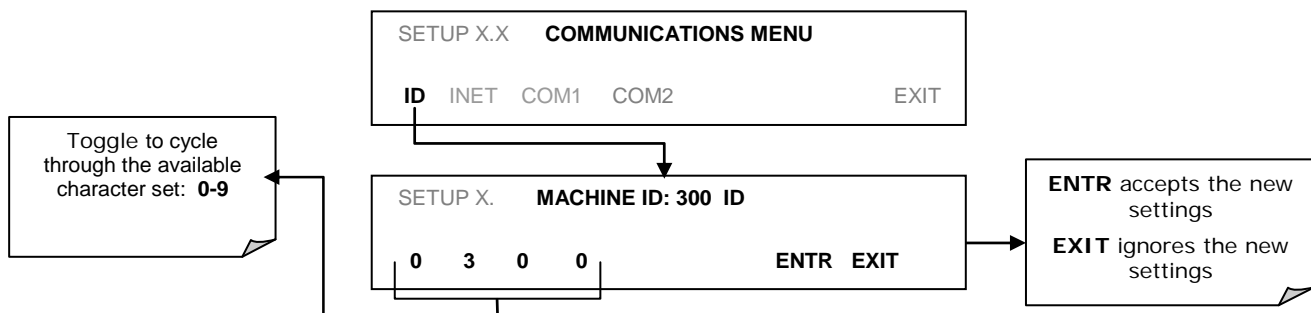 SETUP X.X COMMUNICATIONS MENU
ID INET COM1 COM2 EXIT
Toggle to cycle
through the available
character set: 0-9
SETUP X. MACHINE ID: 300 ID
0 3 0 0 ENTR EXIT
ENTR accepts the new
settings
EXIT ignores the new
settings